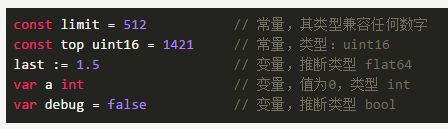 const limit = 512 // 常量，其类型兼容任何数字
const top uint16 = 1421 // 常量，类型：uint16
last := 1.5 // 变量，推断类型 flat64
var a int // 变量，值为0，类型 int
var debug = false // 变量，推断类型 bool